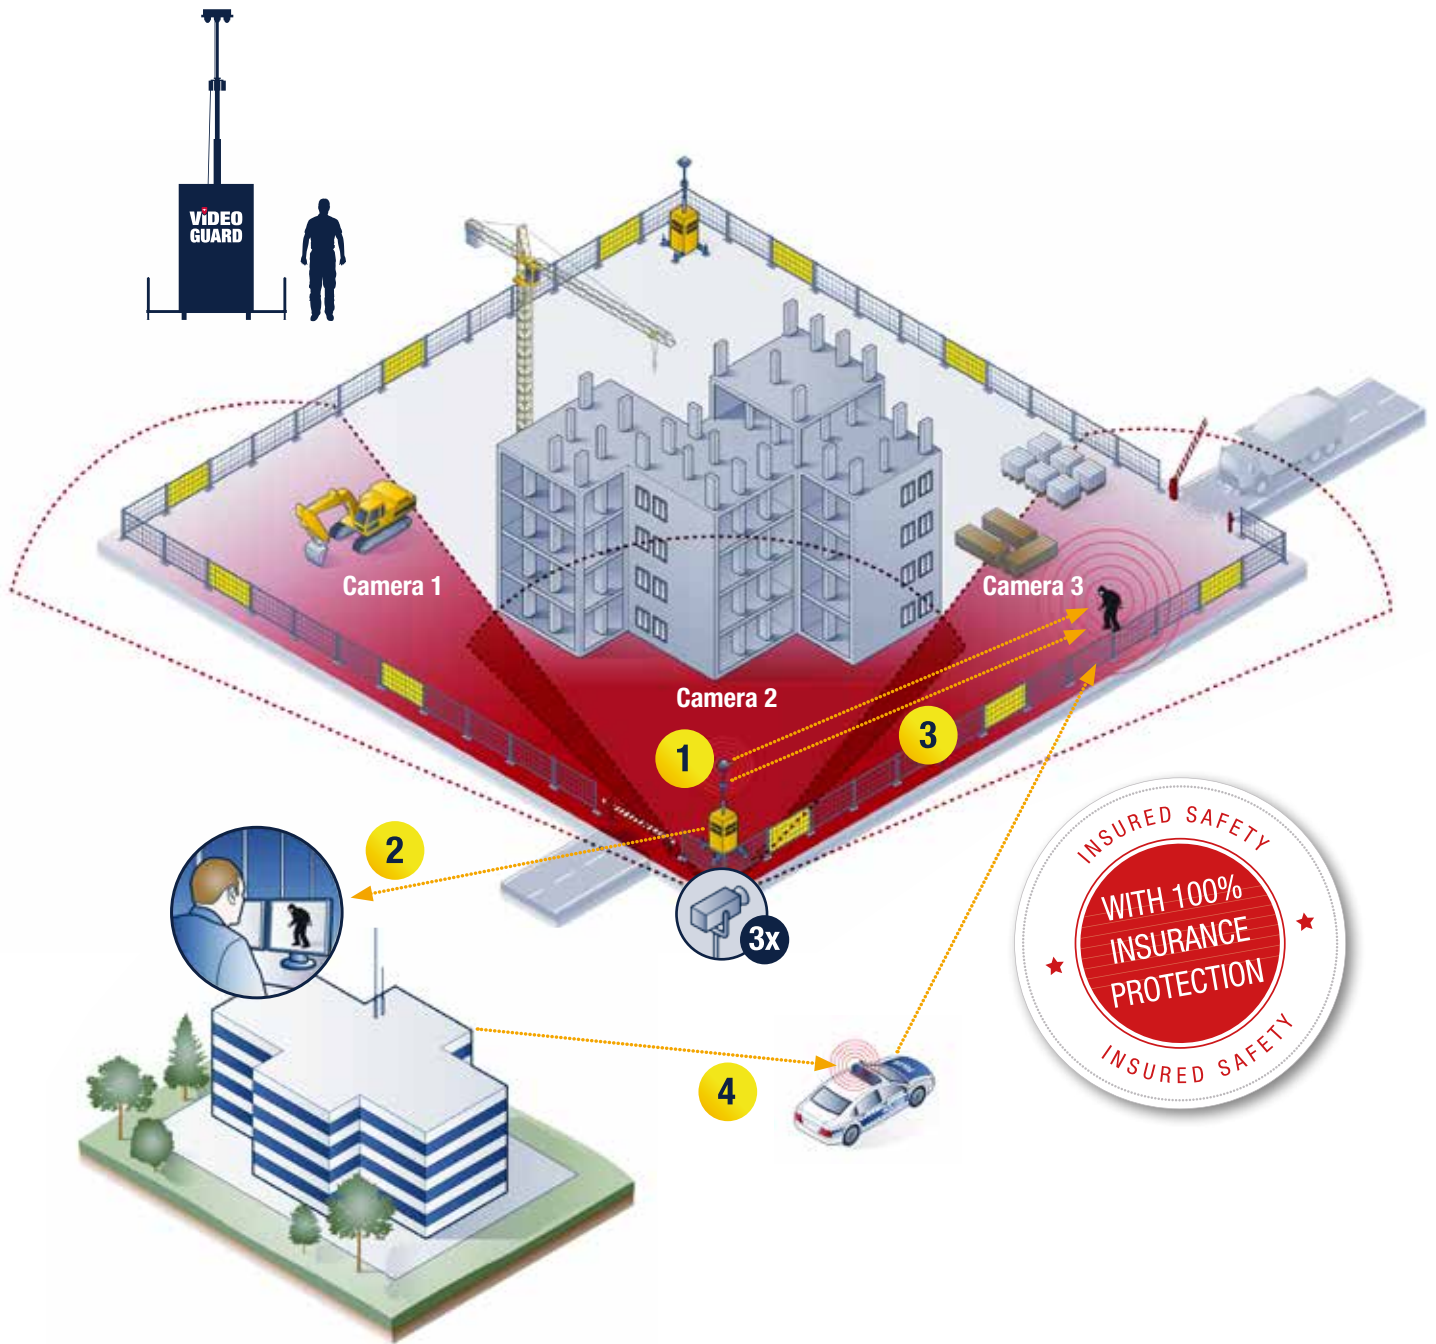 VIDEO
GUARD
Camera 1
Camera 3
Camera 2
1
3
2
3x
4
INSURED SAFETY
WITH 100%
INSURANCE
PROTECTION
INSURED SAFETY